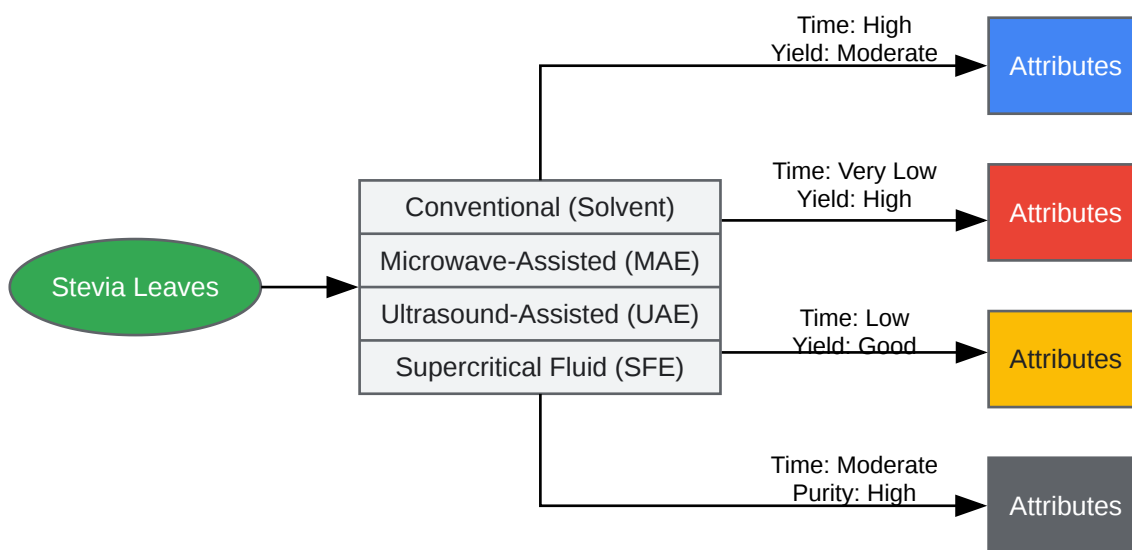 Time: High
Yield: Moderate
Attributes
Time: Very Low
Yield: High
Attributes
Conventional (Solvent)
Microwave-Assisted (MAE)
Stevia Leaves
Ultrasound-Assisted (UAE)
Supercritical Fluid (SFE)
Time: Low
Yield: Good
Attributes
Time: Moderate
Purity: High
Attributes